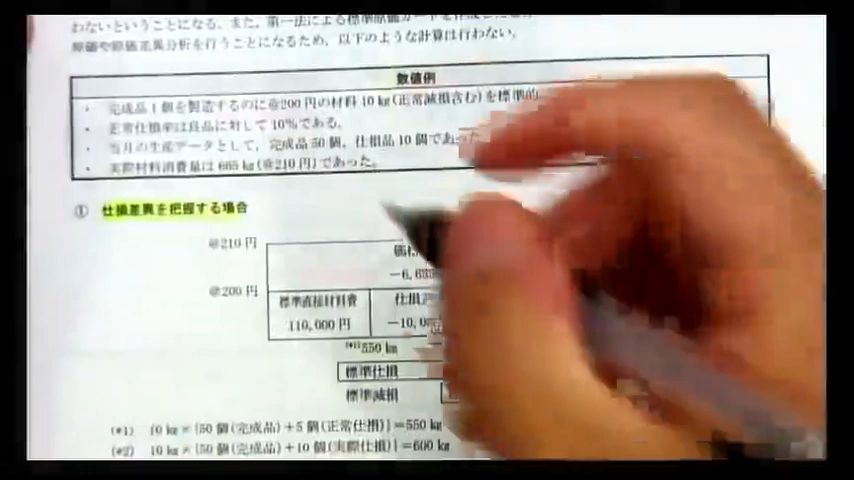 わないということになる。また、第一法による標準原価カードを作成し
原価や原価差異分析を行うことになるため、以下のような計算は行わない。
数値例
・ 完成品1個を製造するのに@200円の材料10kg(正常減損含む)を標準的
・ 正常仕損率は良品に対して10%である。
・ 当月の生産データとして、完成品50個、仕損品10個であった
・ 実際材料消費量は665kg(@210円)であった。
① 仕損差異を把握する場合
@210円
価
-6,65
@200円
標準直接材料費 仕損
110,000円 -10,0
(*1)550kg
標準仕損
標準減損
(*1) 10kg×{50個(完成品)+5個(正常仕損)}=550kg
(*2) 10kg×{50個(完成品)+10個(実際仕損)}=600kg